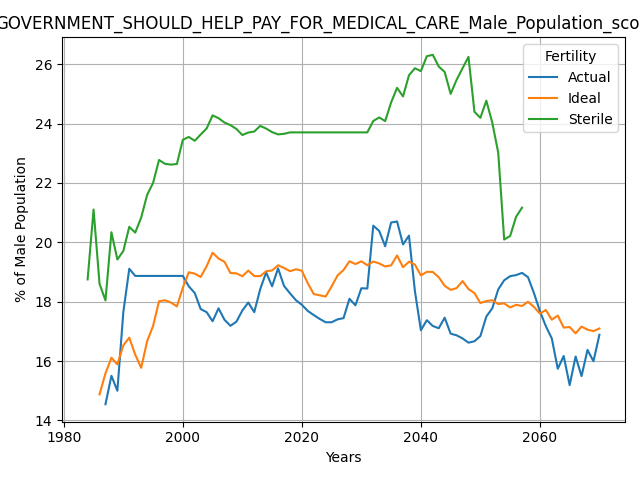 GOVERNMENT_SHOULD_HELP_PAY_FOR_MEDICAL_CARE_Male_Population_sco
Fertility
Actual
Ideal
Sterile
% of Male Population
26
24
22
20
18
16
14
1980 2000 2020 2040 2060
Years